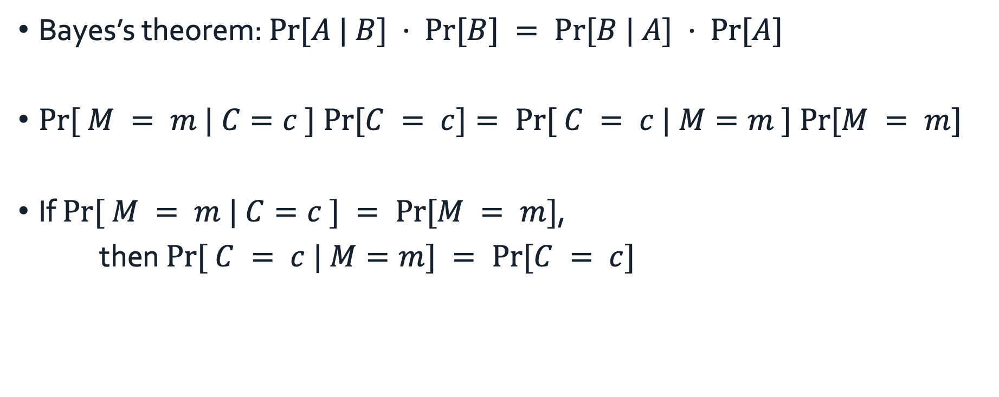 • Bayes’s theorem: Pr[A | B] · Pr[B] = Pr[B | A] · Pr[A]
• Pr[ M = m | C = c ] Pr[C = c] = Pr[ C = c | M = m ] Pr[M = m]
• If Pr[ M = m | C = c ] = Pr[M = m],
then Pr[ C = c | M = m] = Pr[C = c]